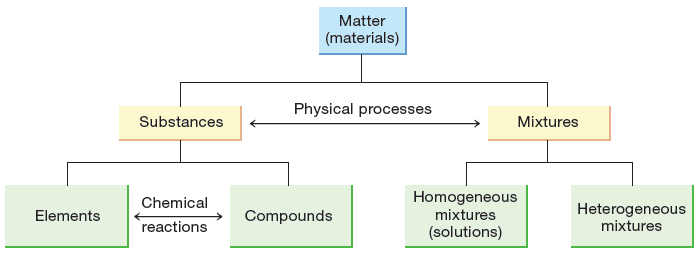 Matter
(materials)
Physical processes
Substances
Mixtures
Elements
Chemical
reactions
Compounds
Homogeneous
mixtures
(solutions)
Heterogeneous
mixtures